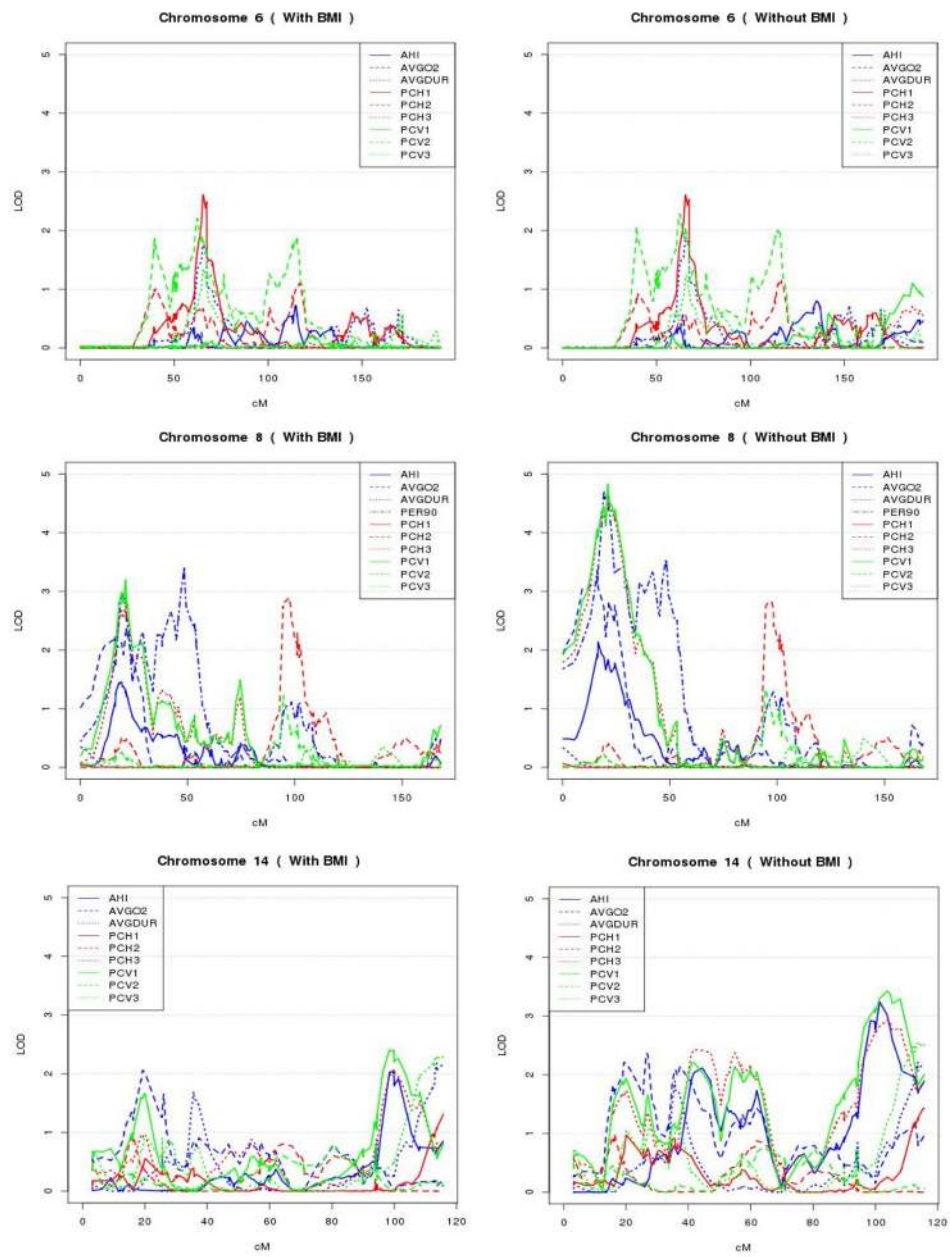 Chromosome 6 ( With BMI )
5
4
3
2
1
0
LOD
AHI
AVGO2
AVGDUR
PCH1
PCH2
PCH3
PCV1
PCV2
PCV3
0 50 100 150
cM
Chromosome 6 ( Without BMI )
5
4
3
2
1
0
LOD
AHI
AVGO2
AVGDUR
PCH1
PCH2
PCH3
PCV1
PCV2
PCV3
0 50 100 150
cM
Chromosome 8 ( With BMI )
5
4
3
2
1
0
LOD
AHI
AVGO2
AVGDUR
PER90
PCH1
PCH2
PCH3
PCV1
PCV2
PCV3
0 50 100 150
cM
Chromosome 8 ( Without BMI )
5
4
3
2
1
0
LOD
AHI
AVGO2
AVGDUR
PER90
PCH1
PCH2
PCH3
PCV1
PCV2
PCV3
0 50 100 150
cM
Chromosome 14 ( With BMI )
5
4
3
2
1
0
LOD
AHI
AVGO2
AVGDUR
PCH1
PCH2
PCH3
PCV1
PCV2
PCV3
0 20 40 60 80 100 120
cM
Chromosome 14 ( Without BMI )
5
4
3
2
1
0
LOD
AHI
AVGO2
AVGDUR
PCH1
PCH2
PCH3
PCV1
PCV2
PCV3
0 20 40 60 80 100 120
cM